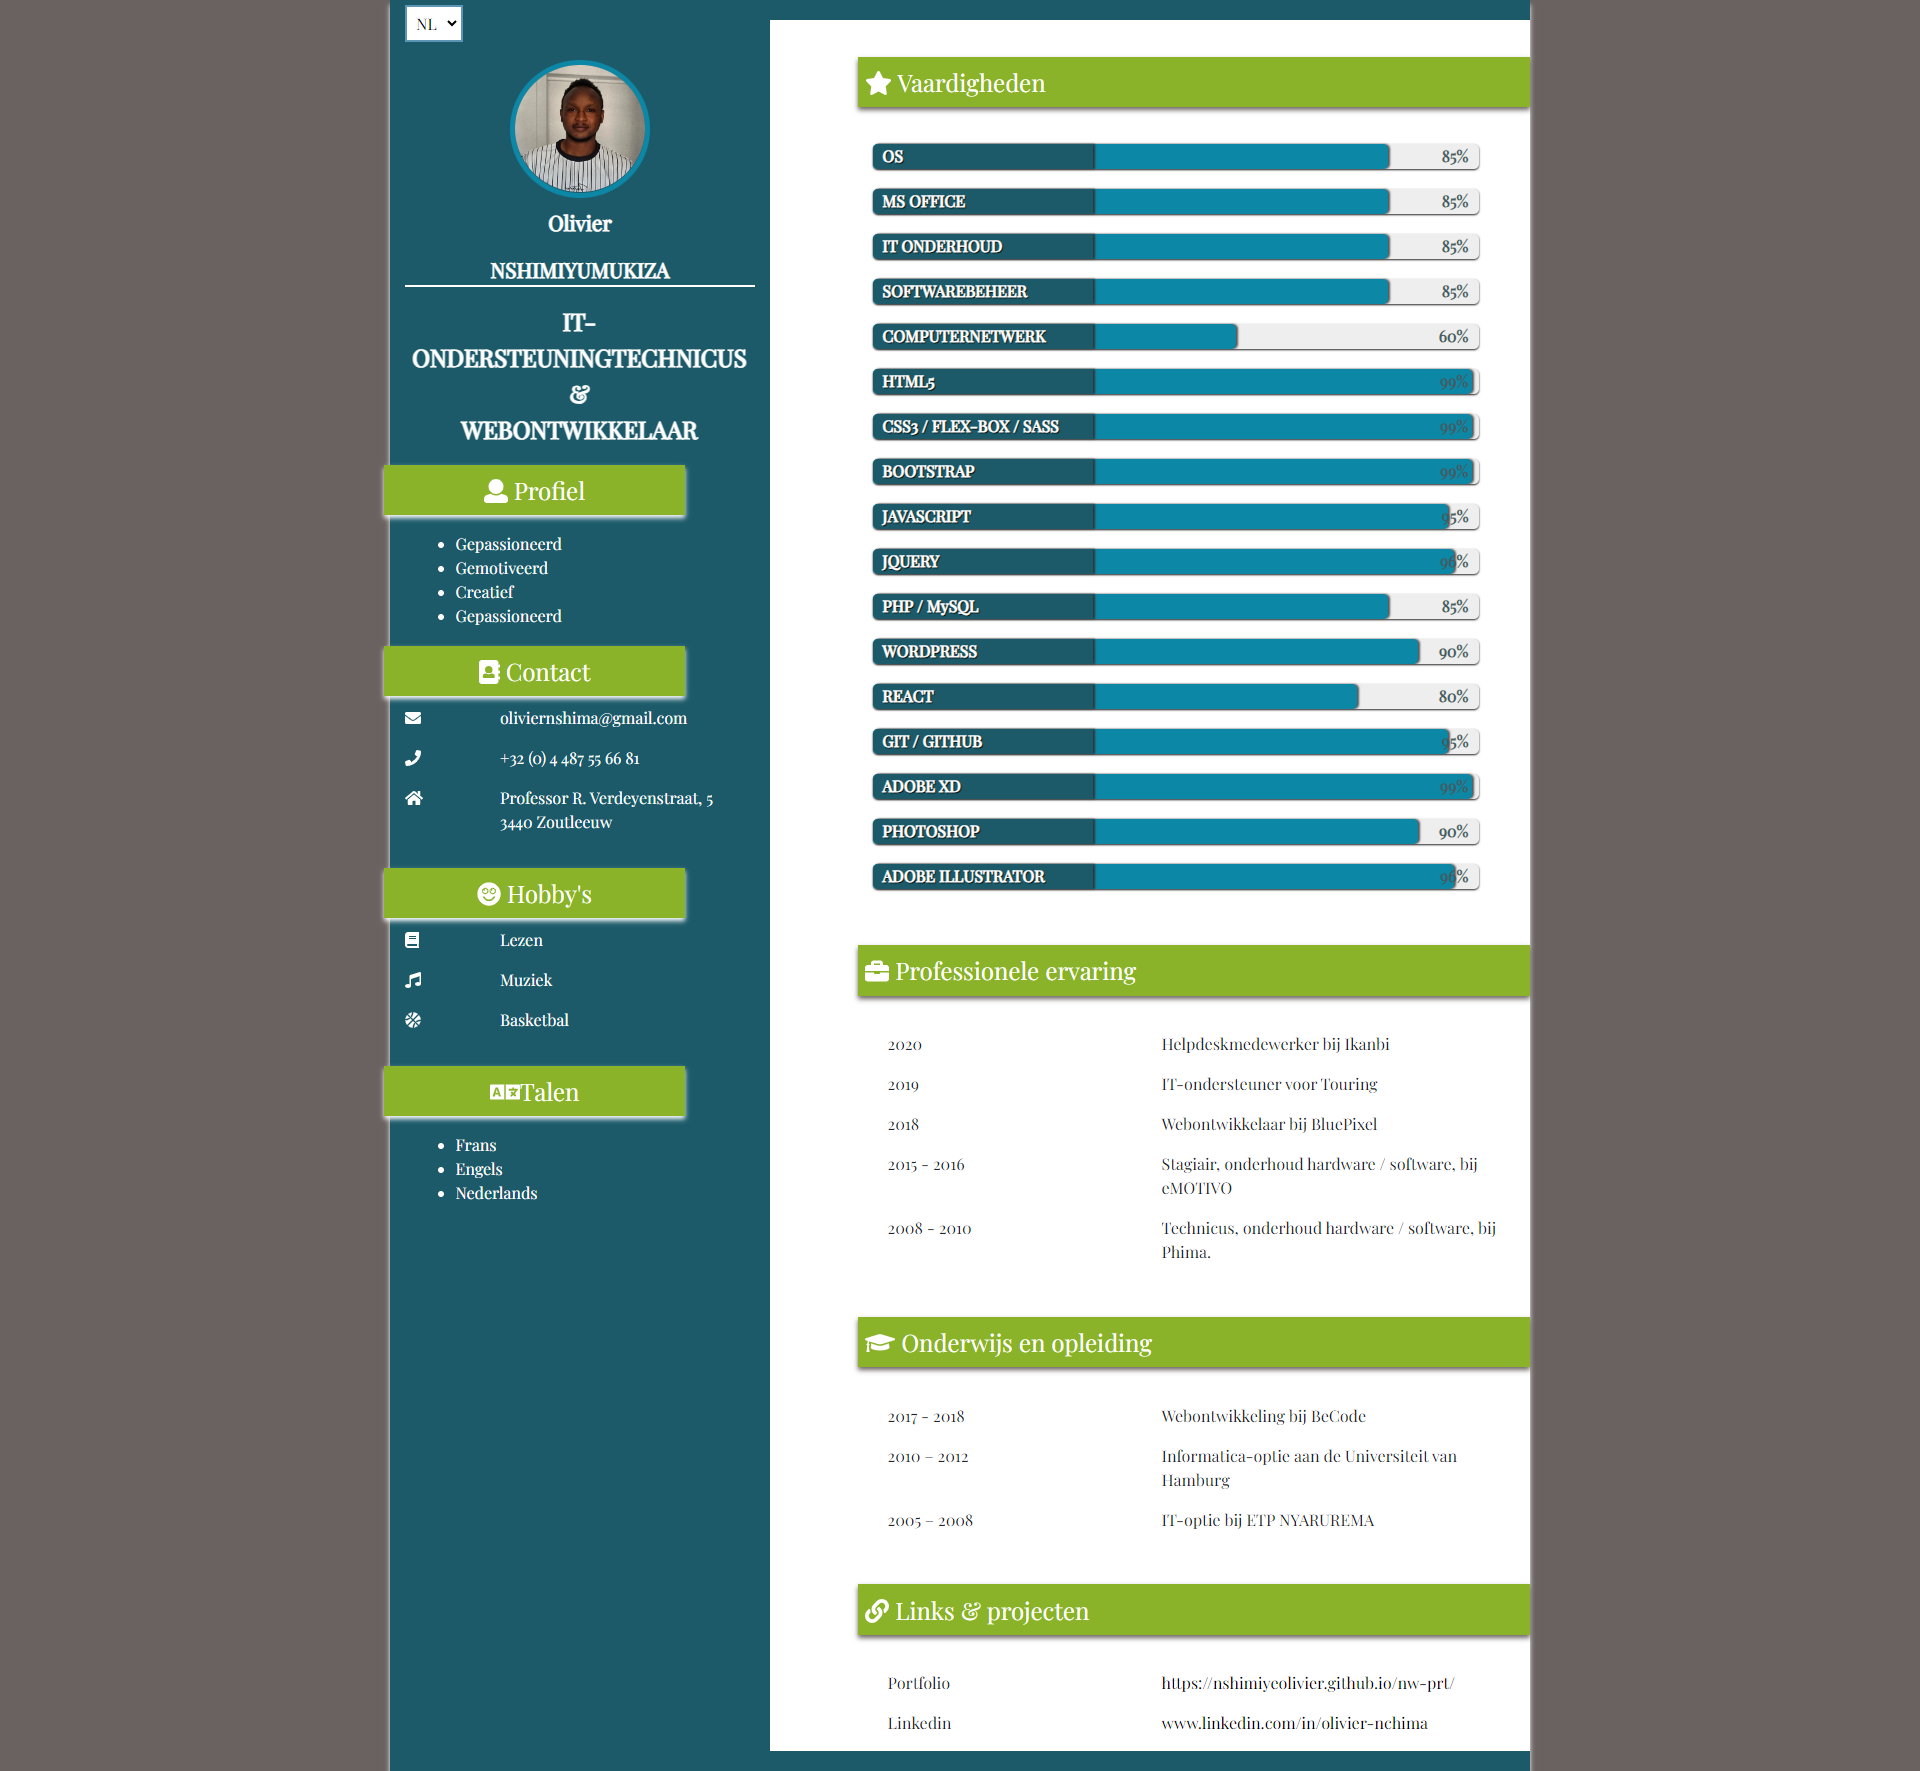 NL
Olivier
NSHIMIYUMUKIZA
IT-
ONDERSTEUNINGTECHNICUS
&
WEBONTWIKKELAAR
Profiel
Gepassioneerd
Gemotiveerd
Creatief
Gepassioneerd
Contact
oliviernshima@gmail.com
+32 (0) 4 487 55 66 81
Professor R. Verdeyenstraat, 5
3440 Zoutleeuw
Hobby's
Lezen
Muziek
Basketbal
Talen
Frans
Engels
Nederlands
Vaardigheden
OS 85%
MS OFFICE 85%
IT ONDERHOUD 85%
SOFTWAREBEHEER 85%
COMPUTERNETWERK 60%
HTML5 99%
CSS3 / FLEX-BOX / SASS 99%
BOOTSTRAP 99%
JAVASCRIPT 95%
JQUERY 96%
PHP / MySQL 85%
WORDPRESS 90%
REACT 80%
GIT / GITHUB 95%
ADOBE XD 99%
PHOTOSHOP 90%
ADOBE ILLUSTRATOR 96%
Professionele ervaring
2020 Helpdeskmedewerker bij Ikanbi
2019 IT-ondersteuner voor Touring
2018 Webontwikkelaar bij BluePixel
2015 - 2016 Stagiair, onderhoud hardware / software, bij
eMOTIVO
2008 - 2010 Technicus, onderhoud hardware / software, bij
Phima.
Onderwijs en opleiding
2017 - 2018 Webontwikkeling bij BeCode
2010 – 2012 Informatica-optie aan de Universiteit van
Hamburg
2005 – 2008 IT-optie bij ETP NYARUREMA
Links & projecten
Portfolio https://nshimiyeolivier.github.io/nw-prt/
Linkedin www.linkedin.com/in/olivier-nchima